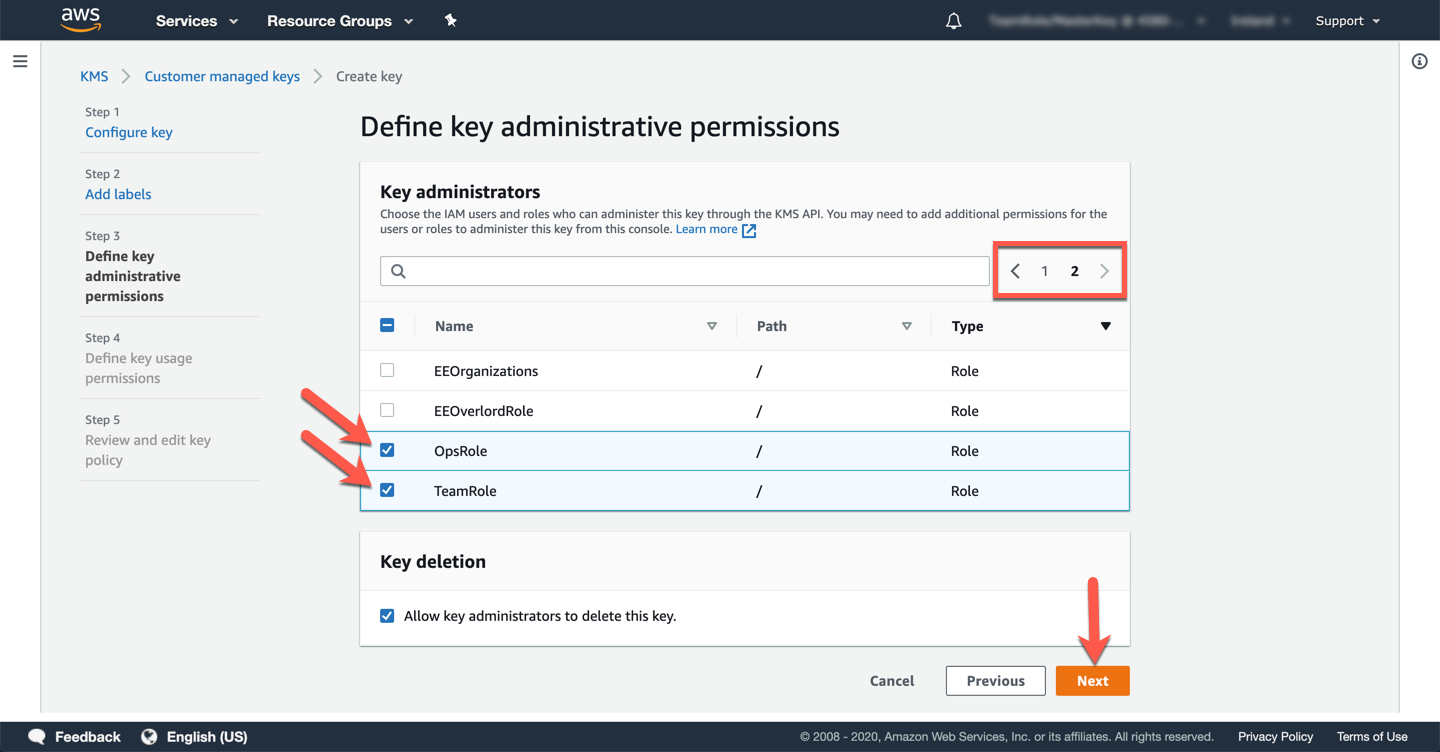 aws Services Resource Groups Support
KMS > Customer managed keys > Create key
Step 1
Configure key
Step 2
Add labels
Step 3
Define key
administrative
permissions
Step 4
Define key usage
permissions
Step 5
Review and edit key
policy
Define key administrative permissions
Key administrators
Choose the IAM users and roles who can administer this key through the KMS API. You may need to add additional permissions for the
users or roles to administer this key from this console. Learn more
1 2
Name Path Type
EEOrganizations / Role
EEOverlordRole / Role
OpsRole / Role
TeamRole / Role
Key deletion
Allow key administrators to delete this key.
Cancel Previous Next
Feedback English (US) © 2008 - 2020, Amazon Web Services, Inc. or its affiliates. All rights reserved. Privacy Policy Terms of Use